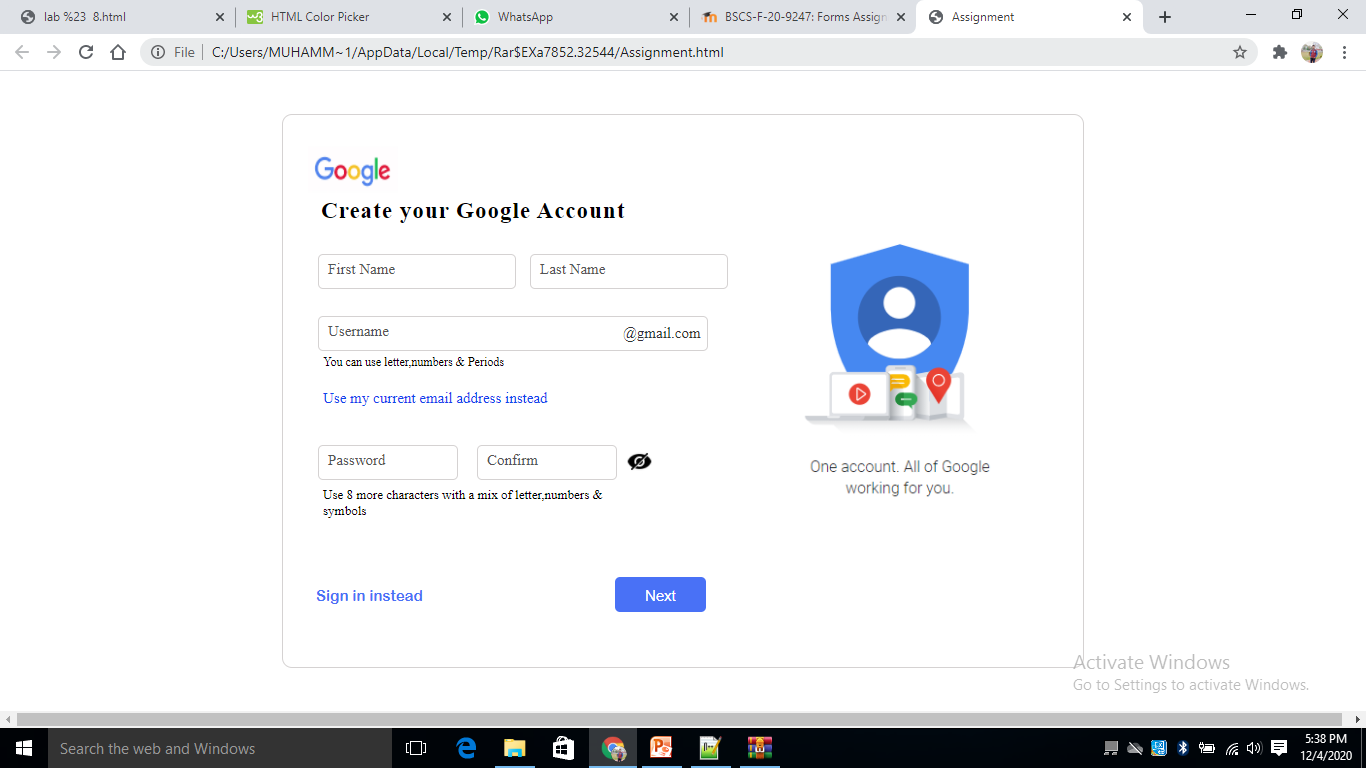 lab %23 8.html
HTML Color Picker
WhatsApp
BSCS-F-20-9247: Forms Assign
Assignment
File
C:/Users/MUHAMM~1/AppData/Local/Temp/Rar$EXa7852.32544/Assignment.html
Google
Create your Google Account
First Name
Last Name
Username
@gmail.com
You can use letter,numbers & Periods
Use my current email address instead
Password
Confirm
Use 8 more characters with a mix of letter,numbers &
symbols
One account. All of Google
working for you.
Sign in instead
Next
Activate Windows
Go to Settings to activate Windows.
Search the web and Windows
5:38 PM
12/4/2020